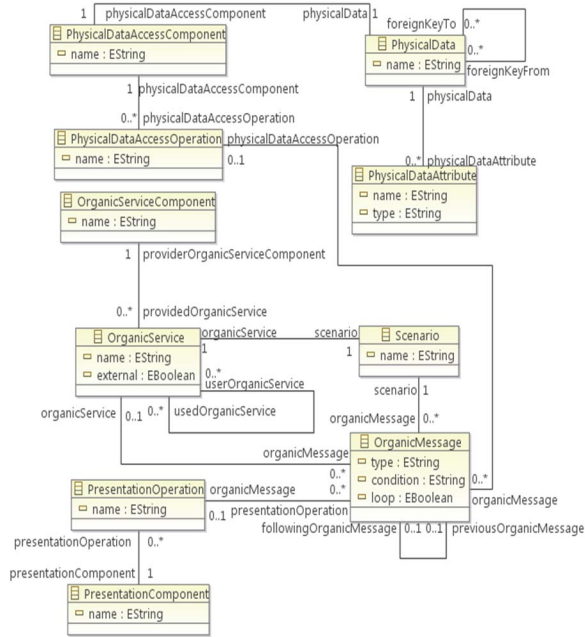 1 physicalDataAccessComponent physicalData 1
PhysicalDataAccessComponent
name : EString
foreignKeyTo 0..*
PhysicalData
name : EString
0..*
foreignKeyFrom
1 physicalDataAccessComponent
1 physicalData
0..* physicalDataAccessOperation
PhysicalDataAccessOperation
name : EString
physicalDataAccessOperation
0..1
0..* physicalDataAttribute
PhysicalDataAttribute
name : EString
type : EString
OrganicServiceComponent
name : EString
1 providerOrganicServiceComponent
0..* providedOrganicService
OrganicService
name : EString
external : EBoolean
organicService
1
scenario
1
Scenario
name : EString
0..*
userOrganicService
organicService 0..1
0..* usedOrganicService
scenario 1
organicMessage 0..*
OrganicMessage
type : EString
condition : EString
loop : EBoolean
organicMessage
0..*
0..*
organicMessage
PresentationOperation
name : EString
organicMessage 0..*
0..1 presentationOperation
followingOrganicMessage 0..1 0..1 previousOrganicMessage
presentationOperation 0..*
presentationComponent 1
PresentationComponent
name : EString